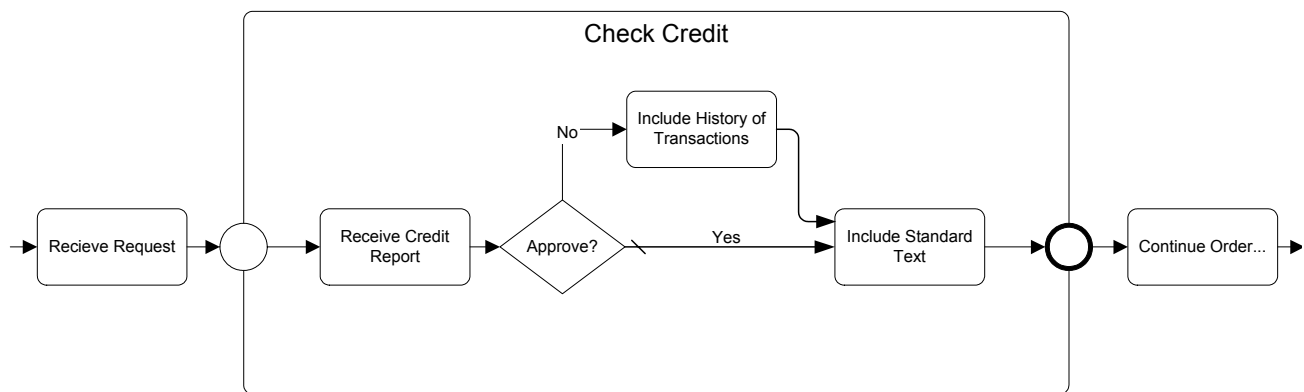 Check Credit
Include History of
Transactions
No
Recieve Request
Receive Credit
Report
Approve?
Yes
Include Standard
Text
Continue Order...